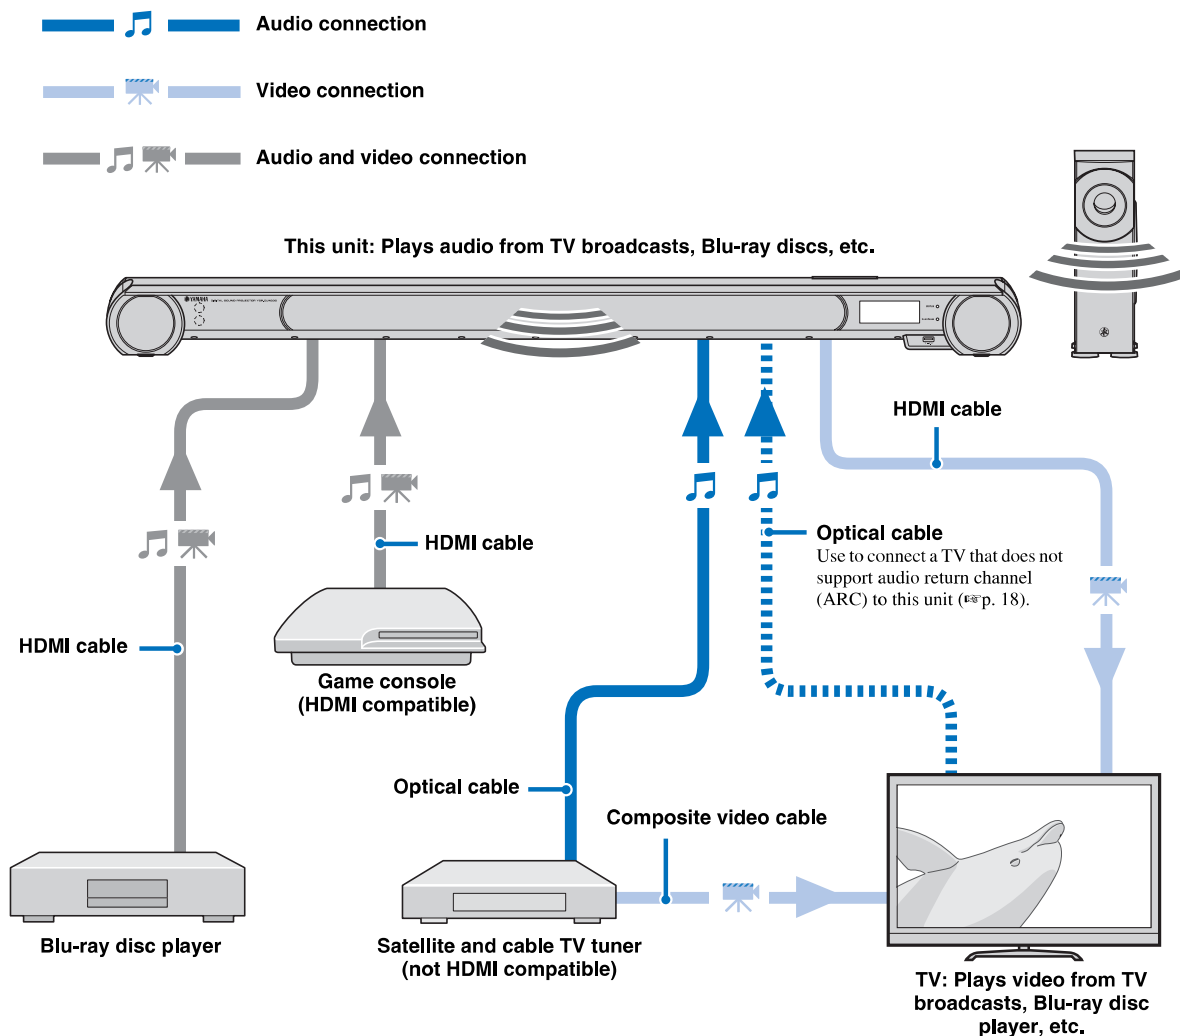 Audio connection
Video connection
Audio and video connection
This unit: Plays audio from TV broadcasts, Blu-ray discs, etc.
YAMAHA
HDMI cable
Optical cable
Use to connect a TV that does not
support audio return channel
(ARC) to this unit (☞p. 18).
HDMI cable
HDMI cable
Game console
(HDMI compatible)
Optical cable
Composite video cable
Blu-ray disc player
Satellite and cable TV tuner
(not HDMI compatible)
TV: Plays video from TV
broadcasts, Blu-ray disc
player, etc.